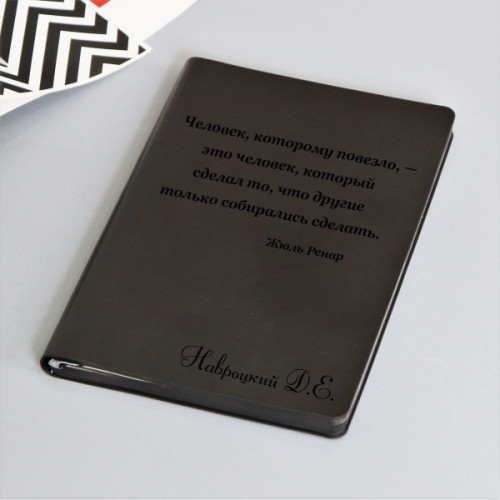 Человек, которому повезло, —
это человек, который
сделал то, что другие
только собирались сделать.
Жюль Ренар
Навроцкий Д.Е.